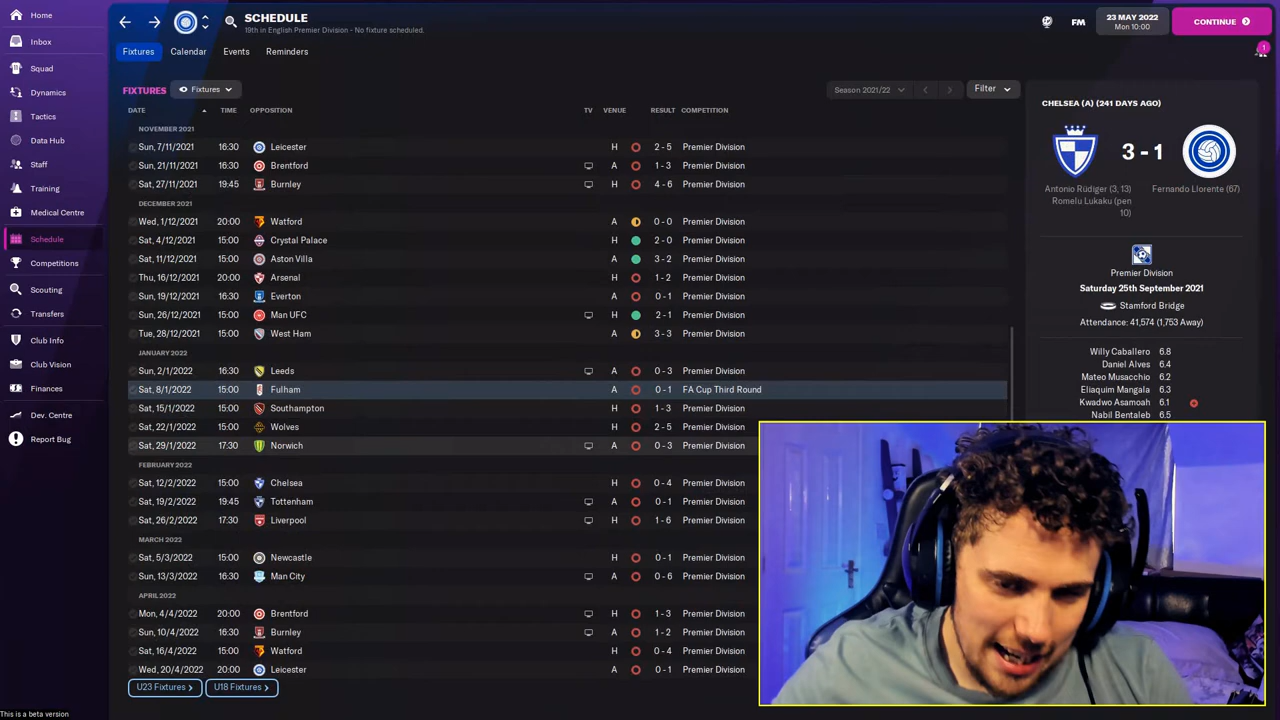 Home
Inbox
Squad
Dynamics
Tactics
Data Hub
Staff
Training
Medical Centre
Schedule
Competitions
Scouting
Transfers
Club Info
Club Vision
Finances
Dev. Centre
Report Bug
This is a beta version
SCHEDULE
19th in English Premier Division - No fixture scheduled.
FM
23 MAY 2022
Mon 10:00
CONTINUE
1
Fixtures Calendar Events Reminders
FIXTURES Fixtures Season 2021/22 Filter
DATE TIME OPPOSITION TV VENUE RESULT COMPETITION
NOVEMBER 2021
Sun, 7/11/2021 16:30 Leicester H 2 - 5 Premier Division
Sun, 21/11/2021 16:30 Brentford A 1 - 3 Premier Division
Sat, 27/11/2021 19:45 Burnley H 4 - 6 Premier Division
DECEMBER 2021
Wed, 1/12/2021 20:00 Watford A 0 - 0 Premier Division
Sat, 4/12/2021 15:00 Crystal Palace H 2 - 0 Premier Division
Sat, 11/12/2021 15:00 Aston Villa A 3 - 2 Premier Division
Thu, 16/12/2021 20:00 Arsenal H 1 - 2 Premier Division
Sun, 19/12/2021 16:30 Everton A 0 - 1 Premier Division
Sun, 26/12/2021 15:00 Man UFC H 2 - 1 Premier Division
Tue, 28/12/2021 15:00 West Ham A 3 - 3 Premier Division
JANUARY 2022
Sun, 2/1/2022 16:30 Leeds A 0 - 3 Premier Division
Sat, 8/1/2022 15:00 Fulham A 0 - 1 FA Cup Third Round
Sat, 15/1/2022 15:00 Southampton H 1 - 3 Premier Division
Sat, 22/1/2022 15:00 Wolves H 2 - 5 Premier Division
Sat, 29/1/2022 17:30 Norwich A 0 - 3 Premier Division
FEBRUARY 2022
Sat, 12/2/2022 15:00 Chelsea H 0 - 4 Premier Division
Sat, 19/2/2022 19:45 Tottenham A 0 - 1 Premier Division
Sat, 26/2/2022 17:30 Liverpool H 1 - 6 Premier Division
MARCH 2022
Sat, 5/3/2022 15:00 Newcastle H 0 - 1 Premier Division
Sun, 13/3/2022 16:30 Man City A 0 - 6 Premier Division
APRIL 2022
Mon, 4/4/2022 20:00 Brentford H 1 - 3 Premier Division
Sun, 10/4/2022 16:30 Burnley A 1 - 2 Premier Division
Sat, 16/4/2022 15:00 Watford H 0 - 4 Premier Division
Wed, 20/4/2022 20:00 Leicester A 0 - 1 Premier Division
U23 Fixtures U18 Fixtures
CHELSEA (A) (241 DAYS AGO)
3 - 1
Antonio Rüdiger (3, 13) Fernando Llorente (67)
Romelu Lukaku (pen
10)
Premier Division
Saturday 25th September 2021
Stamford Bridge
Attendance: 41,574 (1,753 Away)
Willy Caballero 6.8
Daniel Alves 6.4
Mateo Musacchio 6.2
Eliaquim Mangala 6.3
Kwadwo Asamoah 6.1
Nabil Bentaleb 6.5